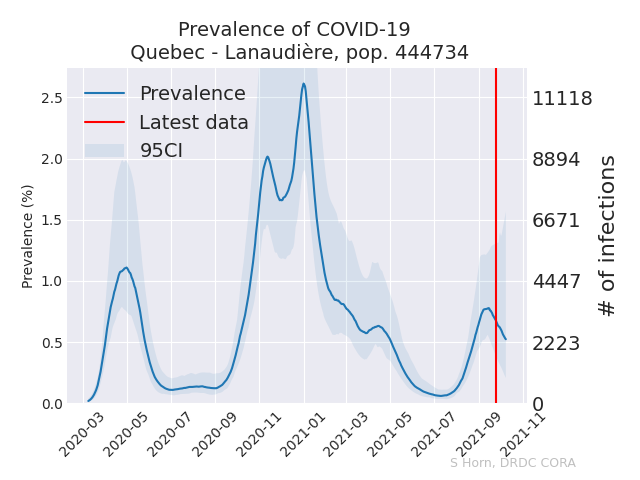 Prevalence of COVID-19
Quebec - Lanaudière, pop. 444734
Prevalence
Latest data
95CI
Prevalence (%)
2.5
2.0
1.5
1.0
0.5
0.0
11118
8894
6671
4447
2223
0
# of infections
2020-03
2020-05
2020-07
2020-09
2020-11
2021-01
2021-03
2021-05
2021-07
2021-09
2021-11
S Horn, DRDC CORA